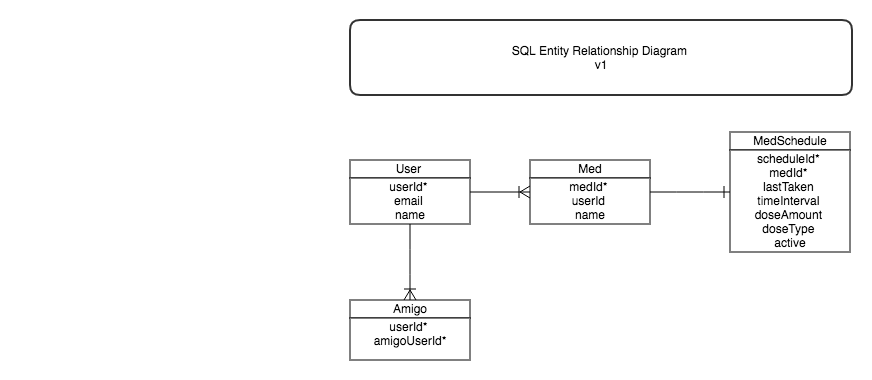 SQL Entity Relationship Diagram
v1
User
userId*
email
name
Med
medId*
userId
name
MedSchedule
scheduleId*
medId*
lastTaken
timeInterval
doseAmount
doseType
active
Amigo
userId*
amigoUserId*